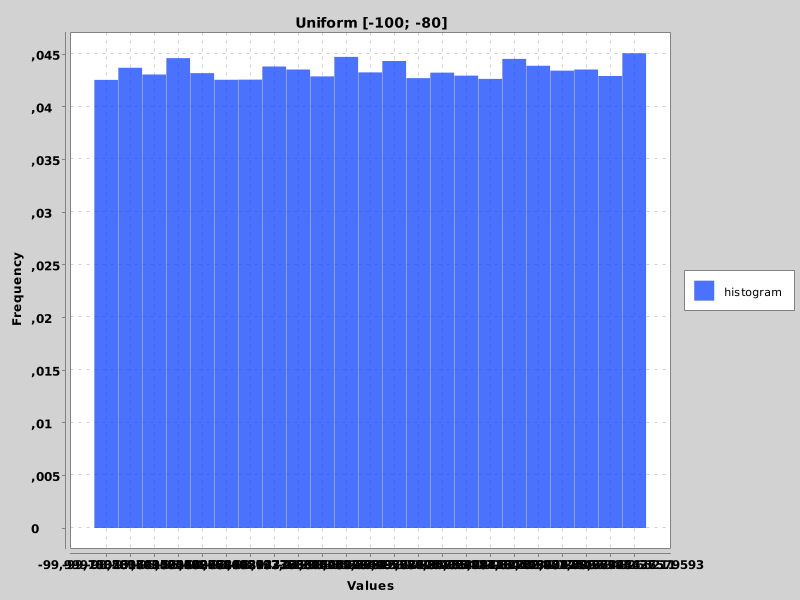 Uniform [-100; -80]
,045
,04
,035
,03
,025
,02
,015
,01
,005
0
Frequency
histogram
Values